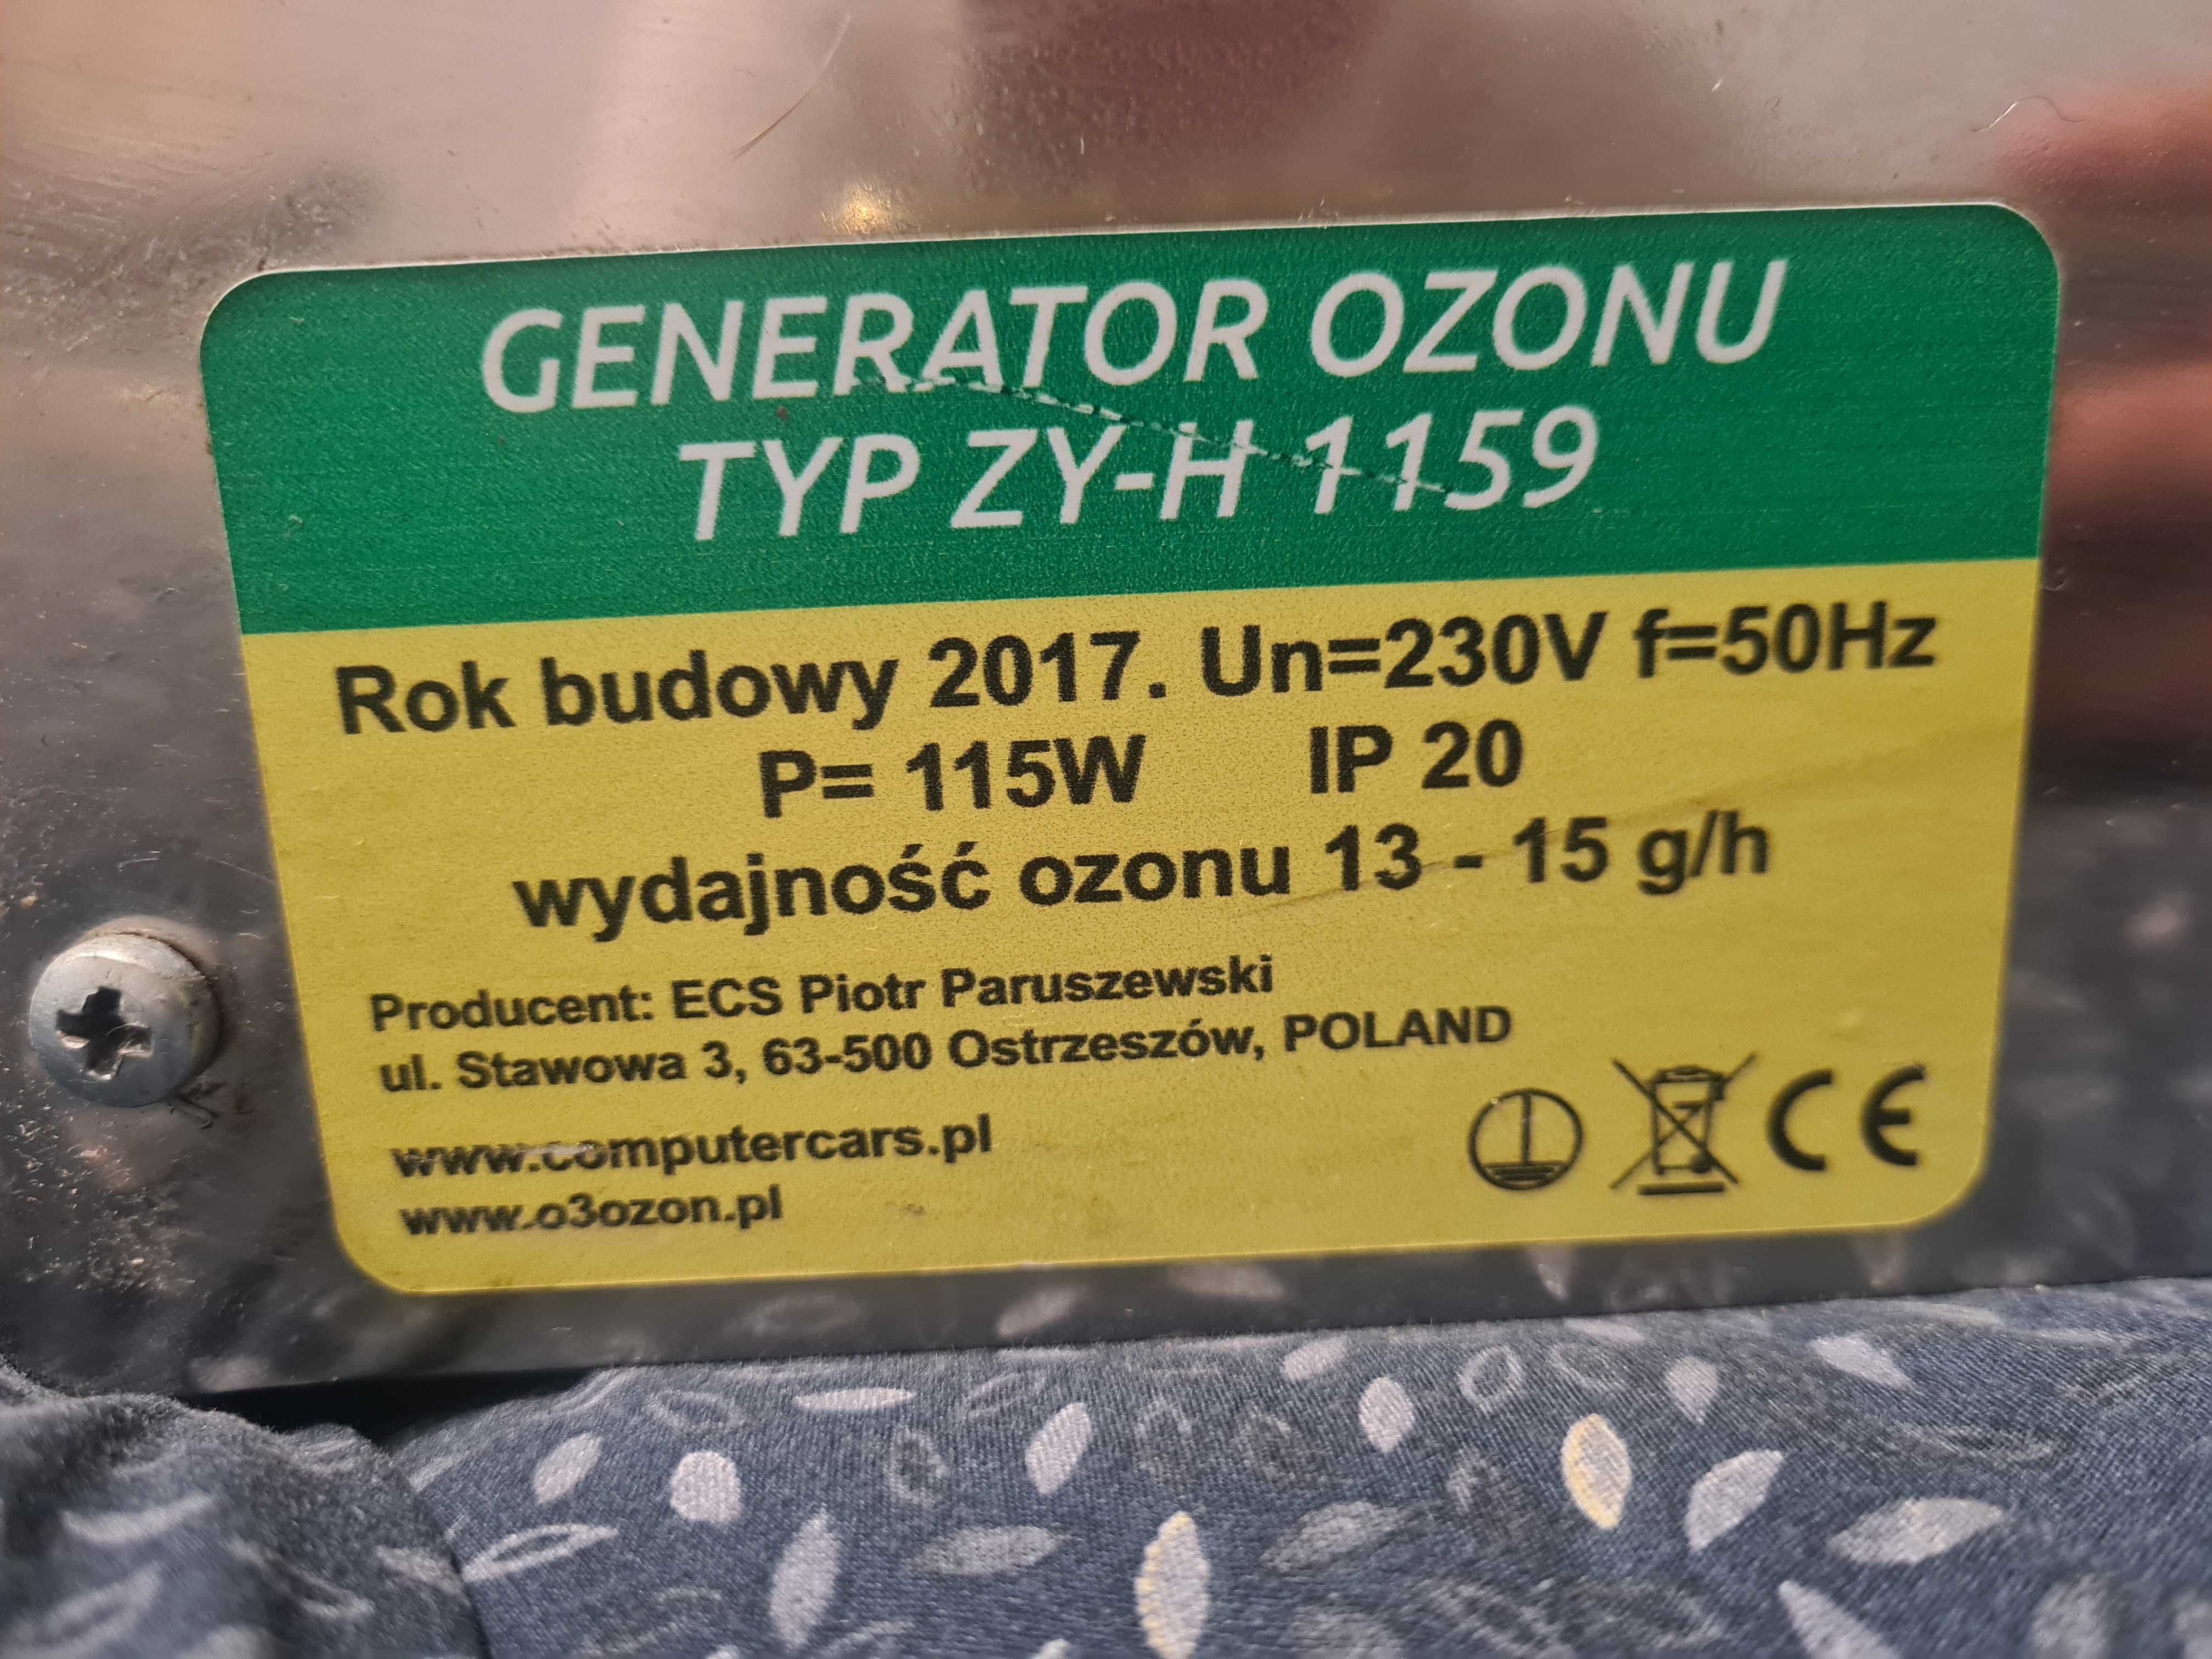 GENERATOR OZONU
TYP ZY-H 1159
Rok budowy 2017. Un=230V f=50Hz
P= 115W IP 20
wydajność ozonu 13 - 15 g/h
Producent: ECS Piotr Paruszewski
ul. Stawowa 3, 63-500 Ostrzeszów, POLAND
www.computercars.pl
www.o3ozon.pl
CE